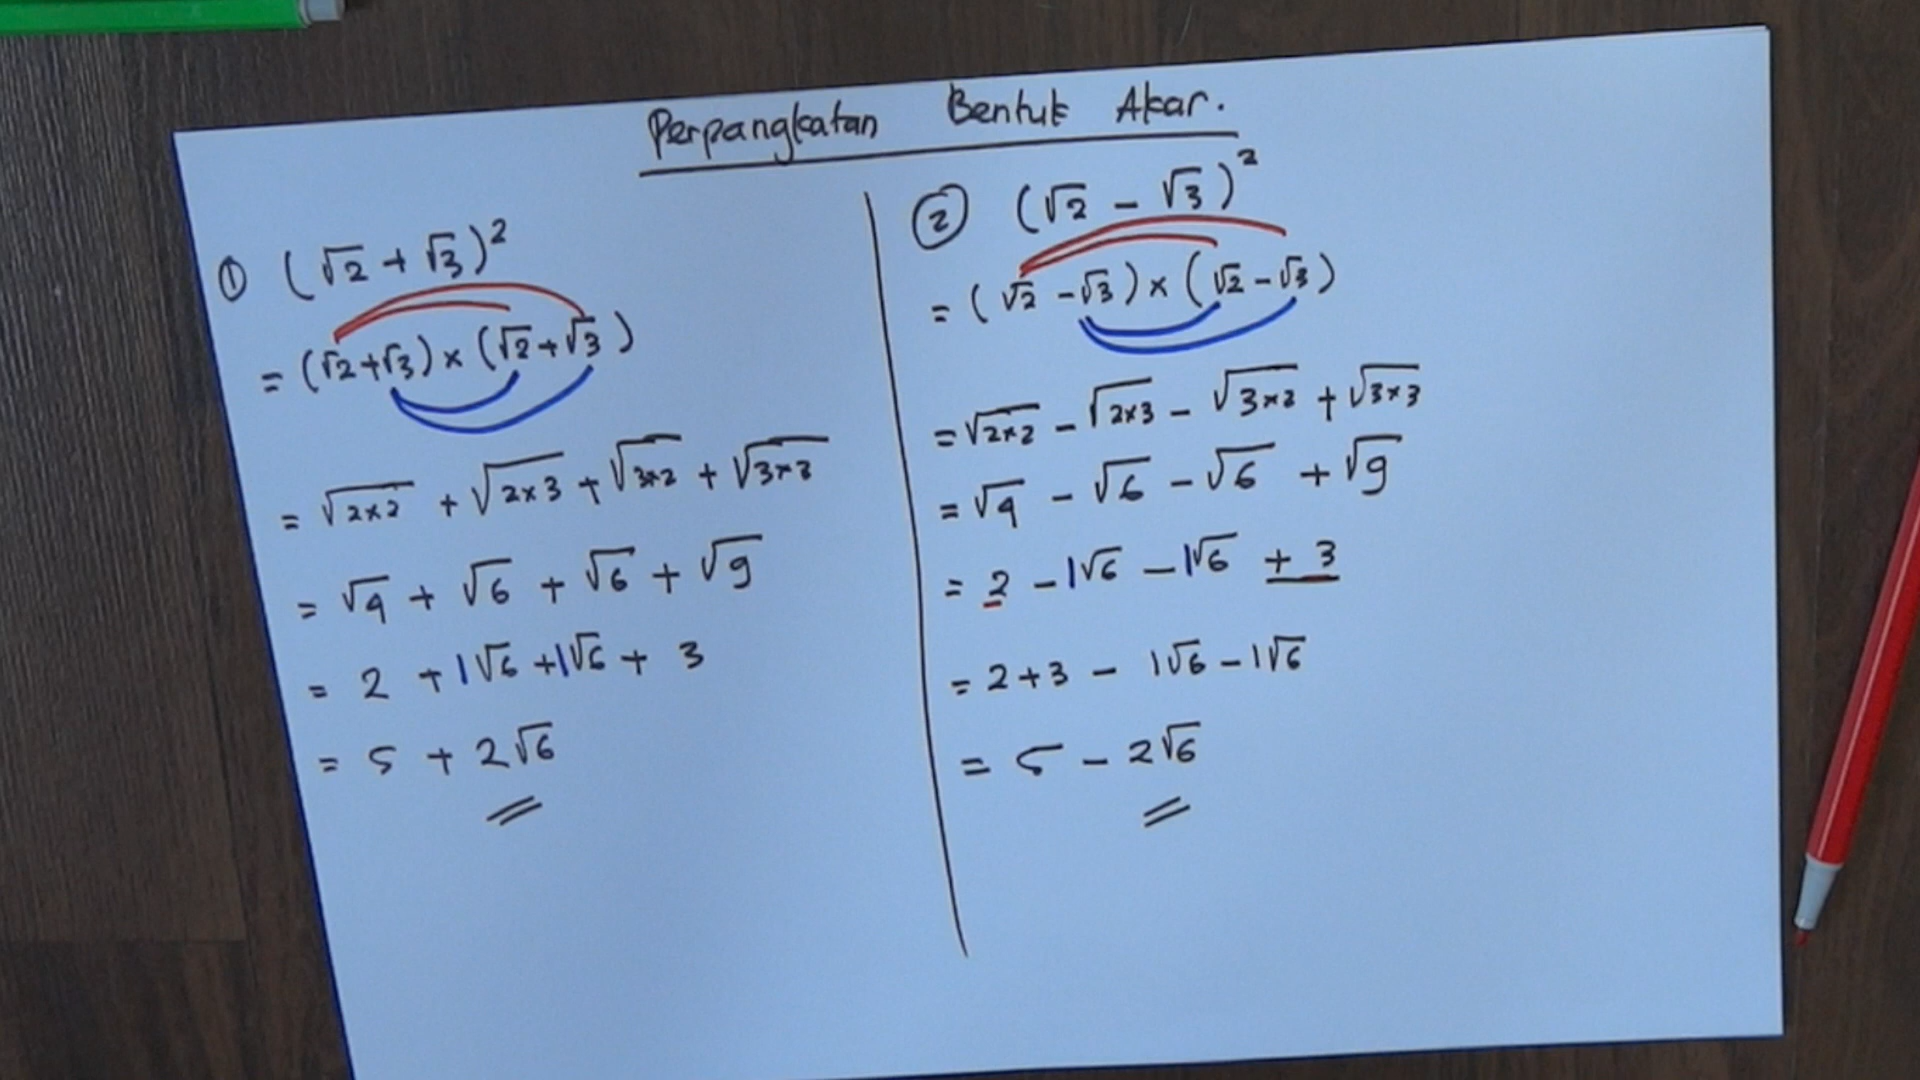 Perpangkatan Bentuk Akar.
① (√2 + √3)²
= (√2+√3) × (√2+√3)
= √2×2 + √2×3 + √3×2 + √3×3
= √4 + √6 + √6 + √9
= 2 + 1√6 + 1√6 + 3
= 5 + 2√6
② (√2 - √3)²
= (√2 - √3) × (√2 - √3)
= √2×2 - √2×3 - √3×2 + √3×3
= √4 - √6 - √6 + √9
= 2 - 1√6 - 1√6 + 3
= 2+3 - 1√6 - 1√6
= 5 - 2√6